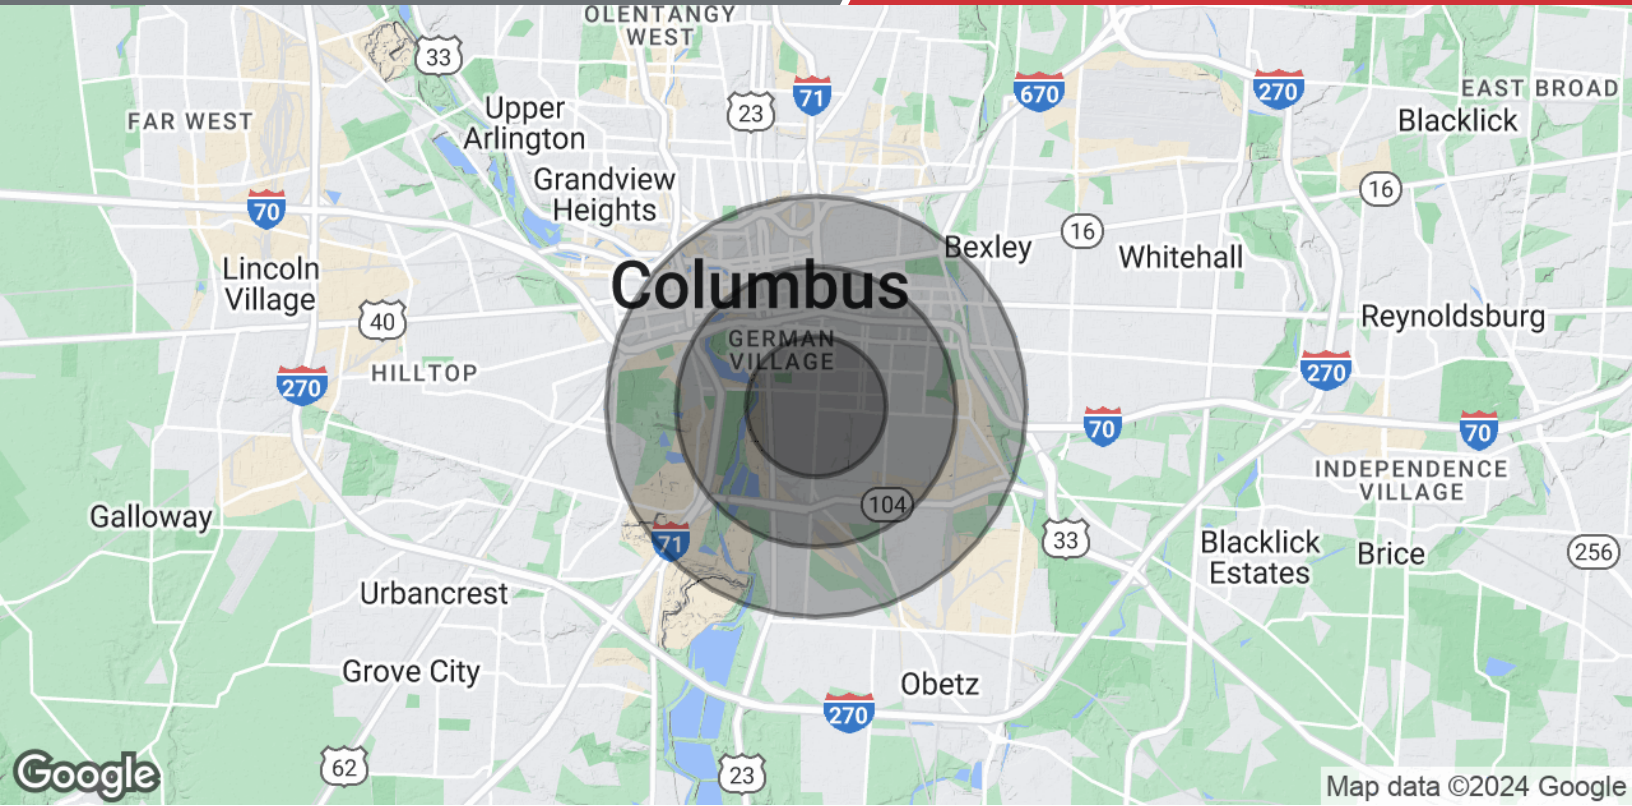 OLENTANGY
WEST
33
71
23
670
270
EAST BROAD
Blacklick
FAR WEST
Upper
Arlington
Grandview
Heights
16
70
16
Bexley
Whitehall
Lincoln
Village
Columbus
40
Reynoldsburg
GERMAN
VILLAGE
HILLTOP
270
270
70
70
INDEPENDENCE
VILLAGE
104
Galloway
71
33
Blacklick
Estates
Brice
256
Urbancrest
Grove City
Obetz
270
62
23
Google
Map data ©2024 Google